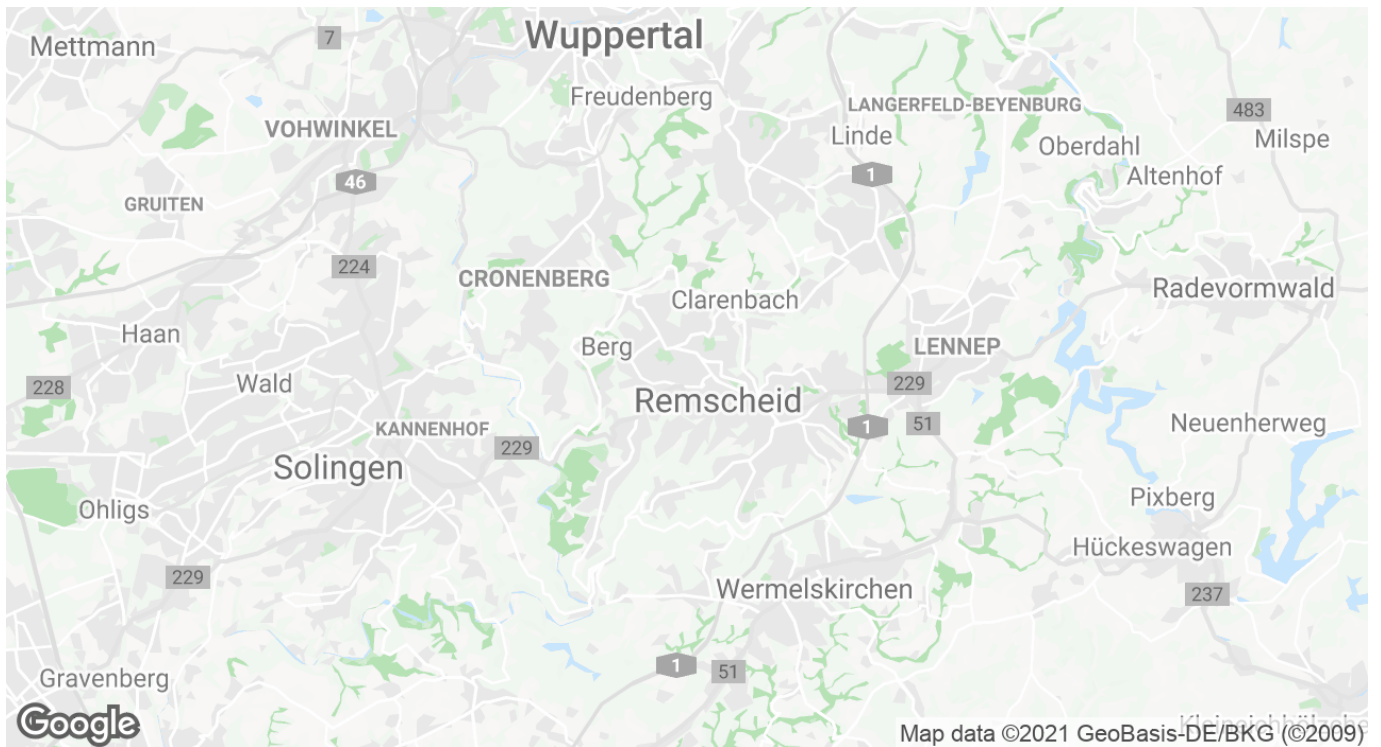 Wuppertal
Mettmann
7
Freudenberg
LANGERFELD-BEYENBURG
483
VOHWINKEL
Linde
Milspe
Oberdahl
46
1
Altenhof
GRUITEN
224
CRONENBERG
Radevormwald
Clarenbach
Haan
Berg
LENNEP
228
Wald
229
Remscheid
KANNENHOF
1
51
Neuenherweg
229
Solingen
Pixberg
Ohligs
Hückeswagen
229
Wermelskirchen
237
1
51
Gravenberg
Google
Map data ©2021 GeoBasis-DE/BKG (©2009)